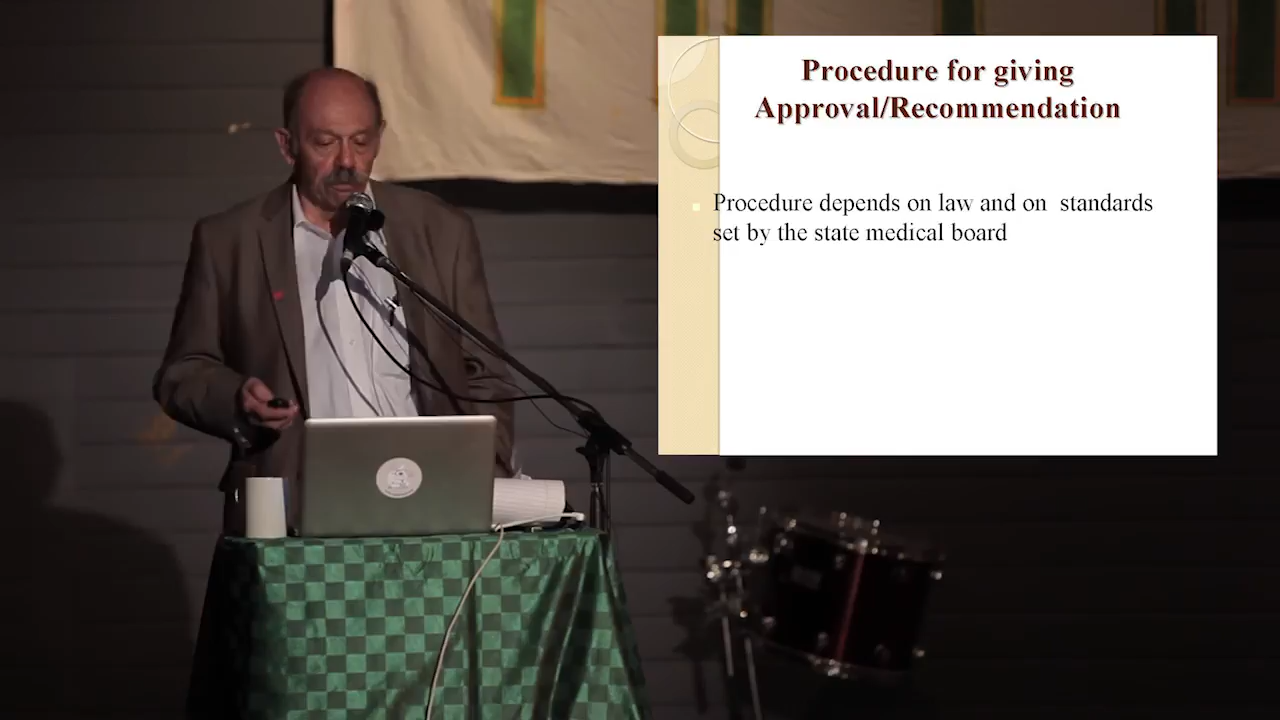 Procedure for giving
Approval/Recommendation
Procedure depends on law and on standards
set by the state medical board